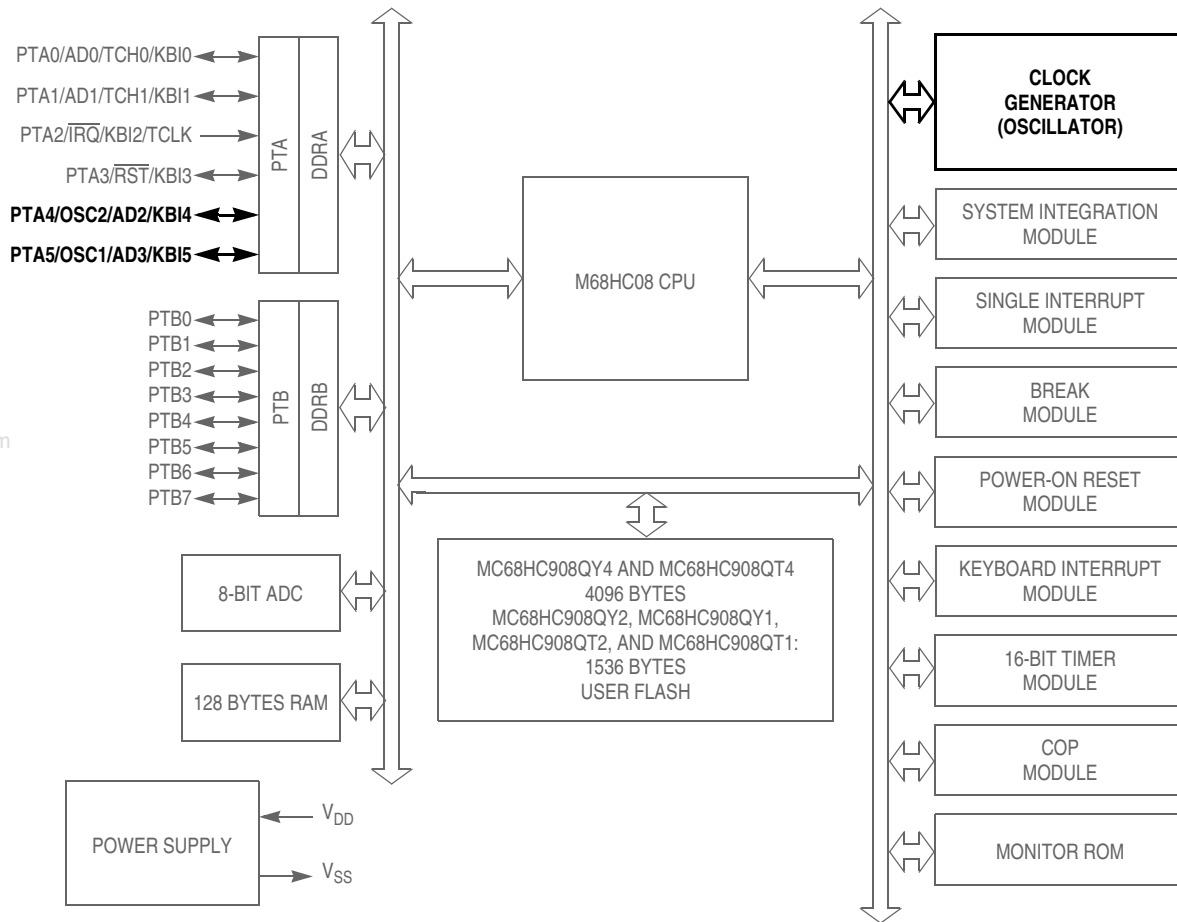 PTA0/AD0/TCH0/KBI0
PTA1/AD1/TCH1/KBI1
PTA2/IRQ/KBI2/TCLK
PTA3/RST/KBI3
PTA4/OSC2/AD2/KBI4
PTA5/OSC1/AD3/KBI5
PTA
DDRA
PTB0
PTB1
PTB2
PTB3
PTB4
PTB5
PTB6
PTB7
PTB
DDRB
m
8-BIT ADC
128 BYTES RAM
POWER SUPPLY
VDD
VSS
M68HC08 CPU
MC68HC908QY4 AND MC68HC908QT4
4096 BYTES
MC68HC908QY2, MC68HC908QY1,
MC68HC908QT2, AND MC68HC908QT1:
1536 BYTES
USER FLASH
CLOCK
GENERATOR
(OSCILLATOR)
SYSTEM INTEGRATION
MODULE
SINGLE INTERRUPT
MODULE
BREAK
MODULE
POWER-ON RESET
MODULE
KEYBOARD INTERRUPT
MODULE
16-BIT TIMER
MODULE
COP
MODULE
MONITOR ROM